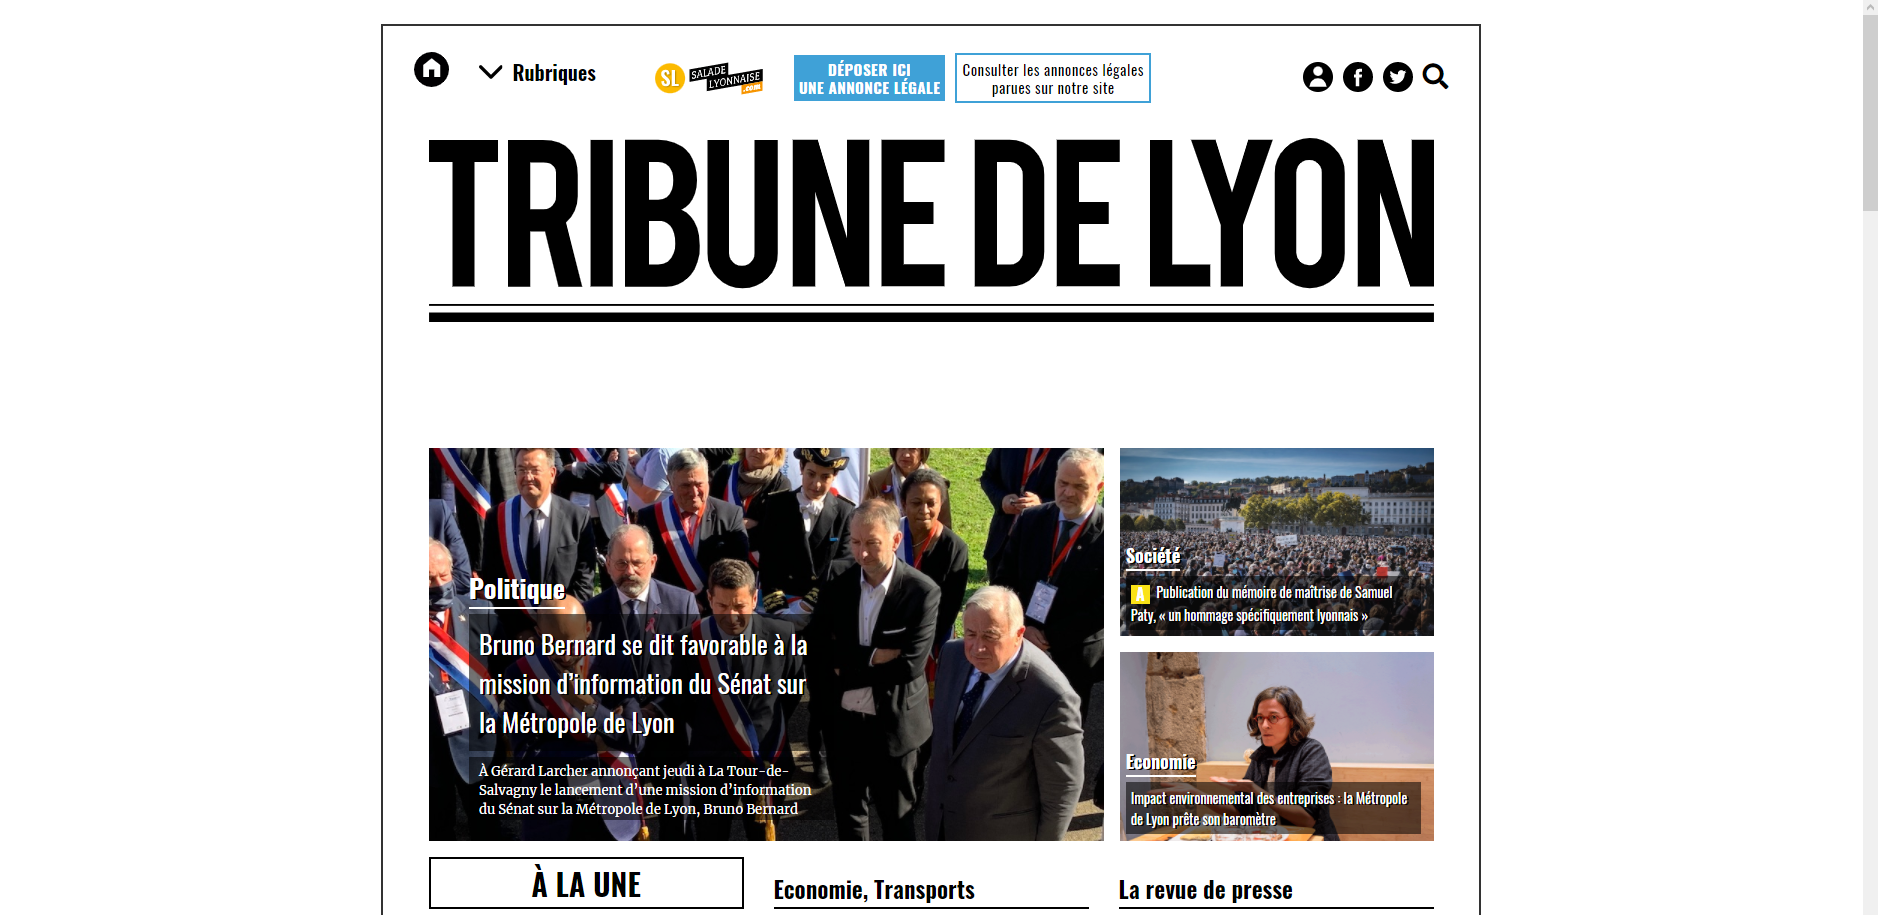 Rubriques
SL SALADE
LYONNAISE
.com
DÉPOSER ICI
UNE ANNONCE LÉGALE
Consulter les annonces légales
parues sur notre site
TRIBUNE DE LYON
Politique
Bruno Bernard se dit favorable à la
mission d’information du Sénat sur
la Métropole de Lyon
À Gérard Larcher annonçant jeudi à La Tour-de-
Salvagny le lancement d’une mission d’information
du Sénat sur la Métropole de Lyon, Bruno Bernard
Société
A Publication du mémoire de maîtrise de Samuel
Paty, « un hommage spécifiquement lyonnais »
Economie
Impact environnemental des entreprises : la Métropole
de Lyon prête son baromètre
À LA UNE
Economie, Transports
La revue de presse